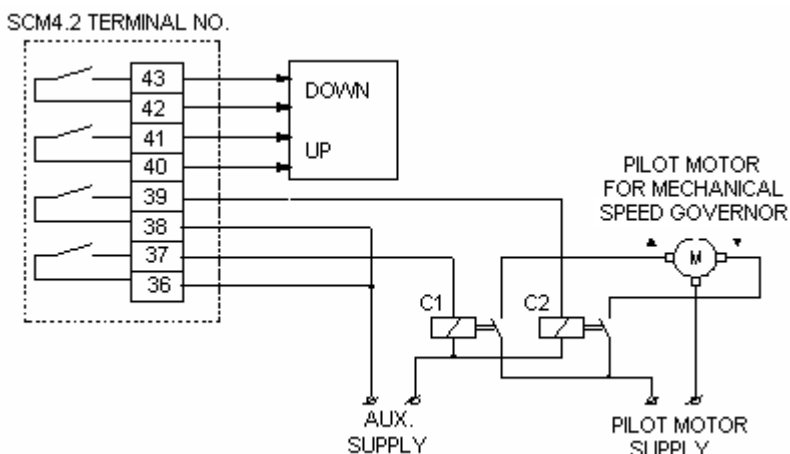 SCM4.2 TERMINAL NO.
43
42
41
40
39
38
37
36
DOWN
UP
PILOT MOTOR
FOR MECHANICAL
SPEED GOVERNOR
M
C1
C2
AUX.
SUPPLY
PILOT MOTOR
SUPPLY